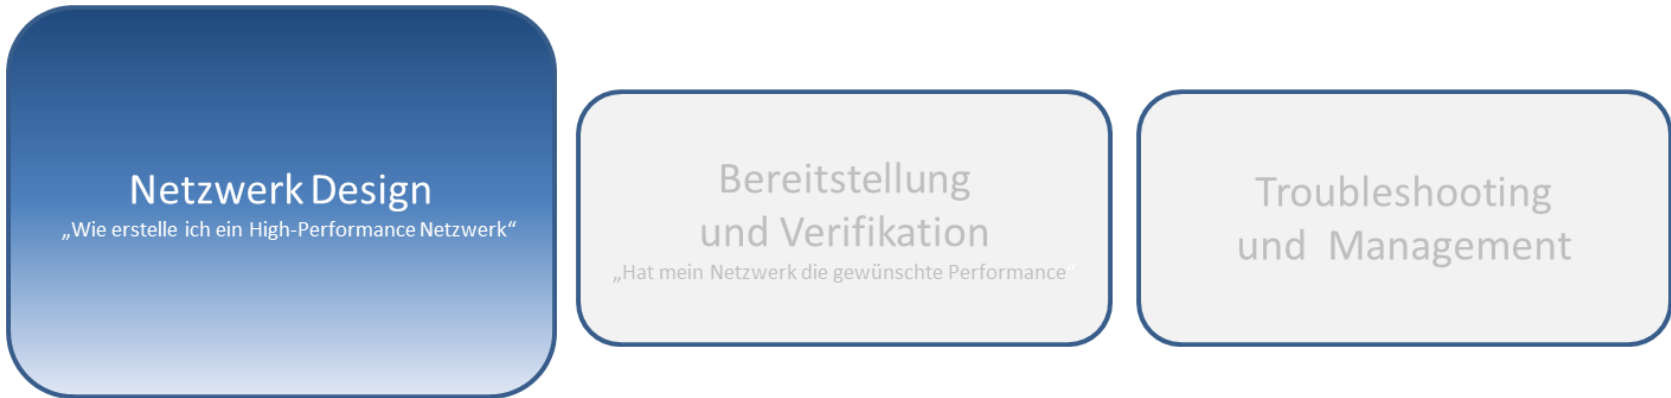 Netzwerk Design
„Wie erstelle ich ein High-Performance Netzwerk“
Bereitstellung
und Verifikation
„Hat mein Netzwerk die gewünschte Performance“
Troubleshooting
und Management